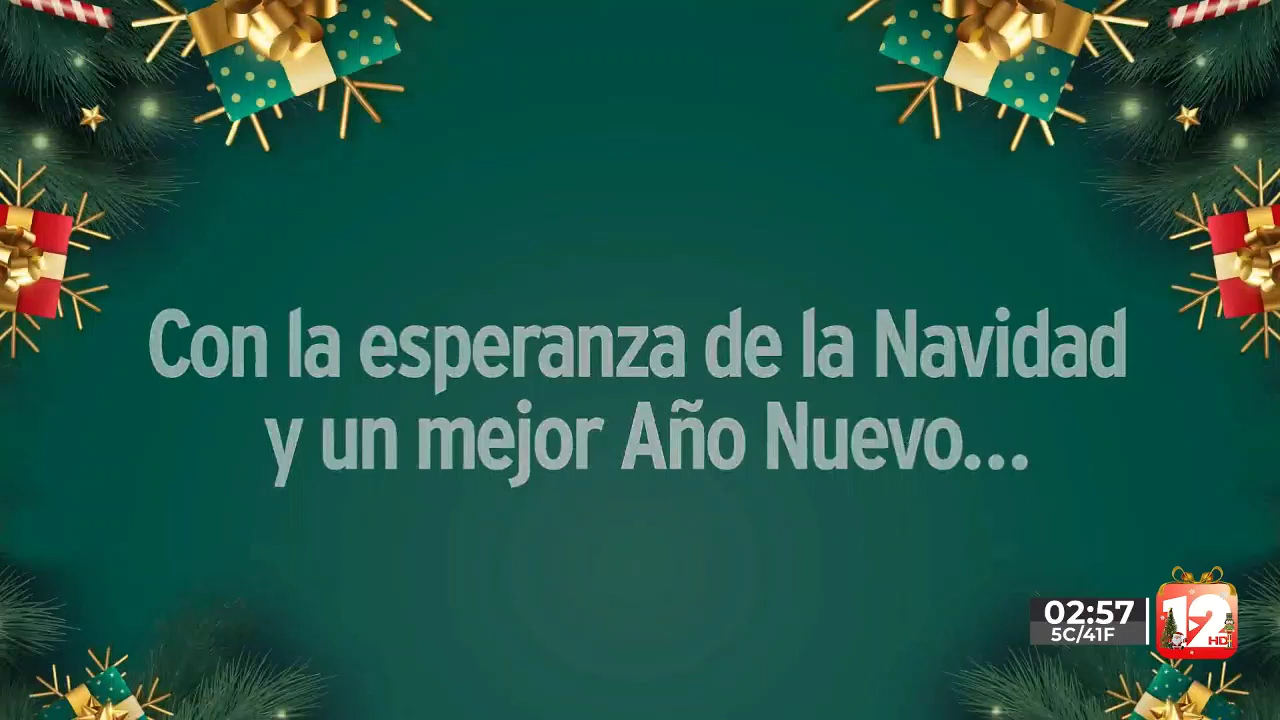 Con la esperanza de la Navidad
y un mejor Año Nuevo...
02:57
5C/41F
12
HD